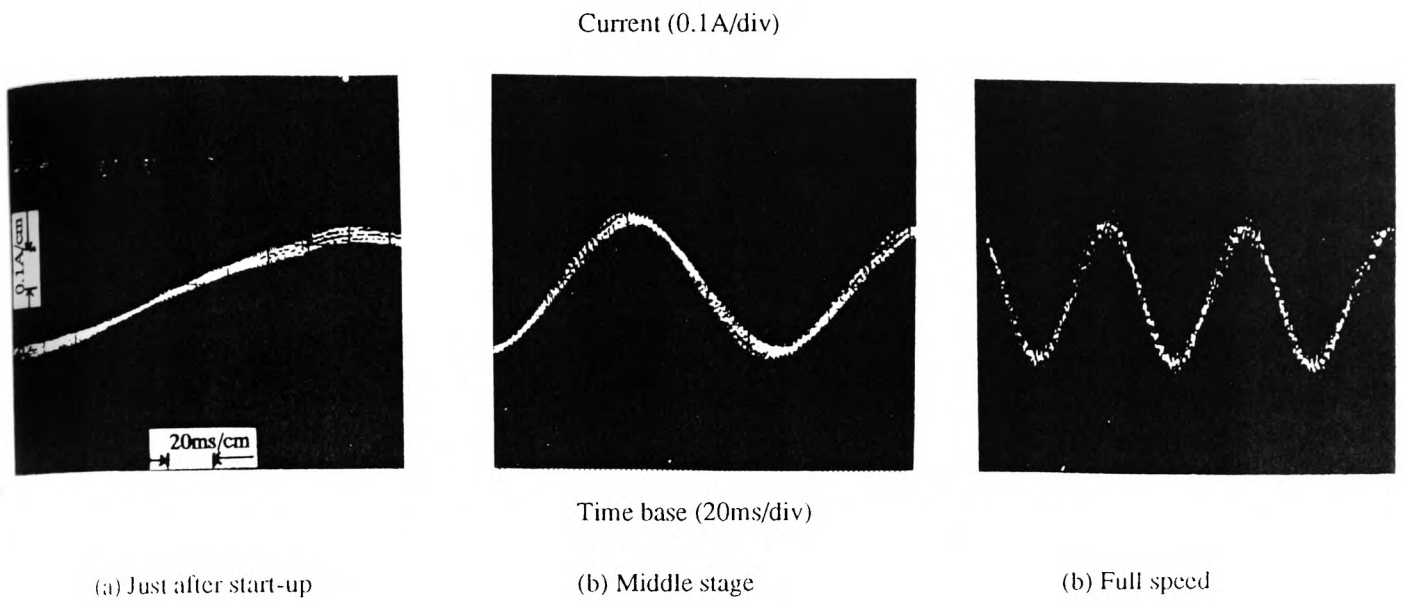 Current (0.1A/div)
0.1A/cm
20ms/cm
Time base (20ms/div)
(a) Just after start-up
(b) Middle stage
(b) Full speed